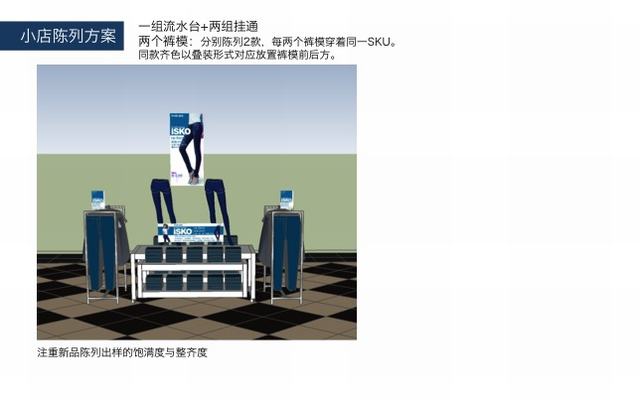 小店陈列方案
一组流水台+两组挂通
两个裤模：分别陈列2款，每两个裤模穿着同一SKU。
同款齐色以叠装形式对应放置裤模前后方。
iSKO
iSKO
注重新品陈列出样的饱满度与整齐度